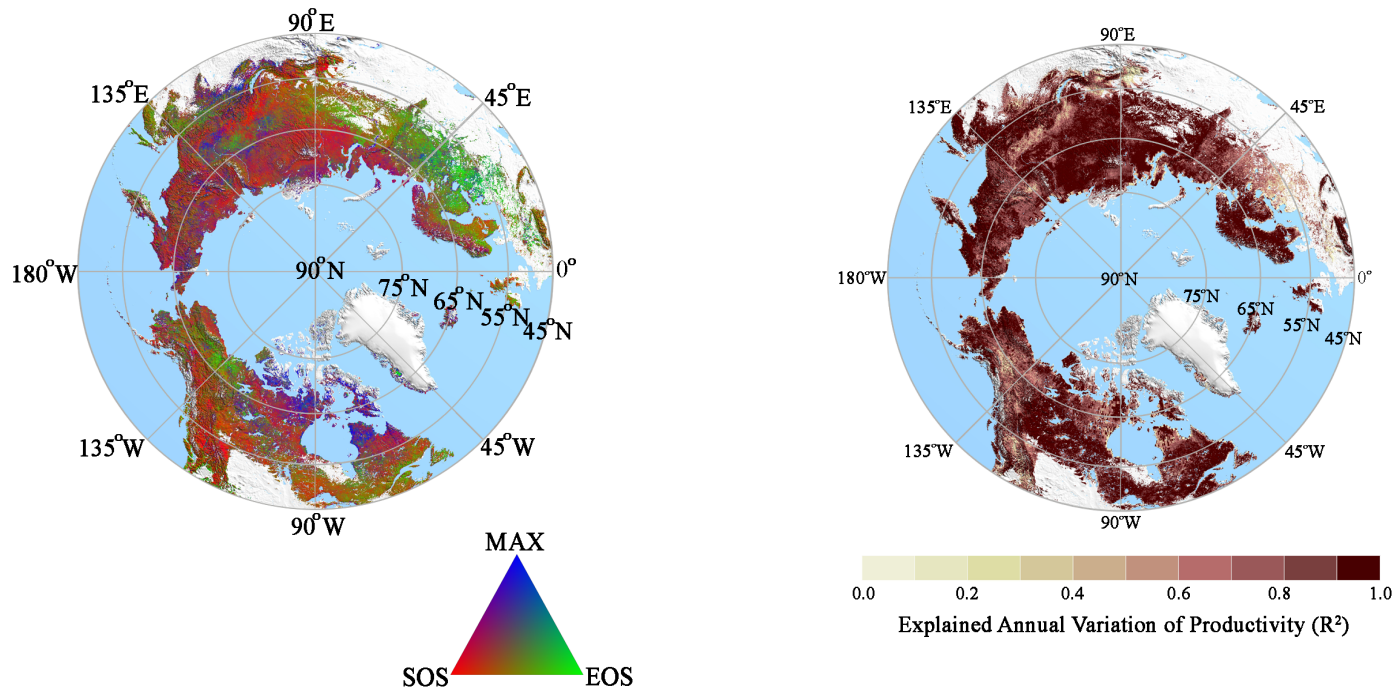 90°E
135°E
45°E
180°W
90°N
0°
75°N
65°N
55°N
45°N
135°W
45°W
90°W
MAX
SOS
EOS
90°E
135°E
45°E
180°W
90°N
0°
75°N
65°N
55°N
45°N
135°W
45°W
90°W
0.0 0.2 0.4 0.6 0.8 1.0
Explained Annual Variation of Productivity (R²)